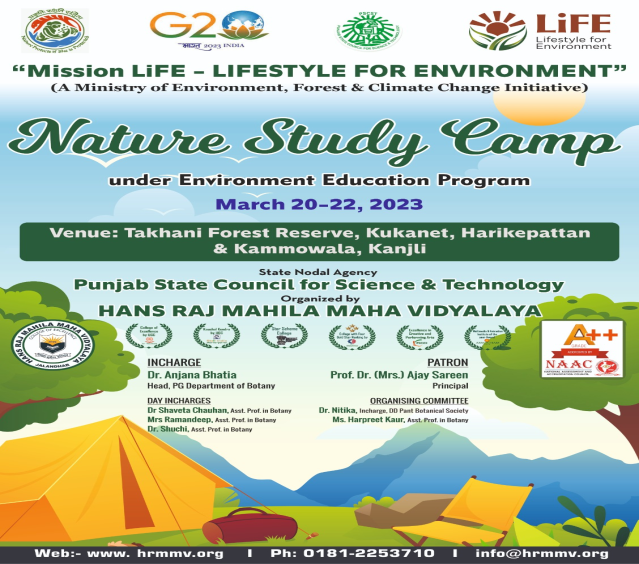 G20
भारत 2023 INDIA
LiFE
Lifestyle for
Environment
“Mission LiFE – LIFESTYLE FOR ENVIRONMENT”
(A Ministry of Environment, Forest & Climate Change Initiative)
Nature Study Camp
under Environment Education Program
March 20-22, 2023
Venue: Takhani Forest Reserve, Kukanet, Harikepattan
& Kammowala, Kanjli
State Nodal Agency
Punjab State Council for Science & Technology
Organized by
HANS RAJ MAHILA MAHA VIDYALAYA
HANS RAJ MAHILA MAHA VIDYALAYA
JALANDHAR
College of
Excellence
Star
College
A++
GRADE
NAAC
INCHARGE
Dr. Anjana Bhatia
Head, PG Department of Botany
PATRON
Prof. Dr. (Mrs.) Ajay Sareen
Principal
DAY INCHARGES
Dr Shaveta Chauhan, Asst. Prof. in Botany
Mrs Ramandeep, Asst. Prof. in Botany
Dr. Shuchi, Asst. Prof. in Botany
ORGANISING COMMITTEE
Dr. Nitika, Incharge, DD Pant Botanical Society
Ms. Harpreet Kaur, Asst. Prof. in Botany
Web:- www. hrmmv.org I Ph: 0181-2253710 I info@hrmmv.org